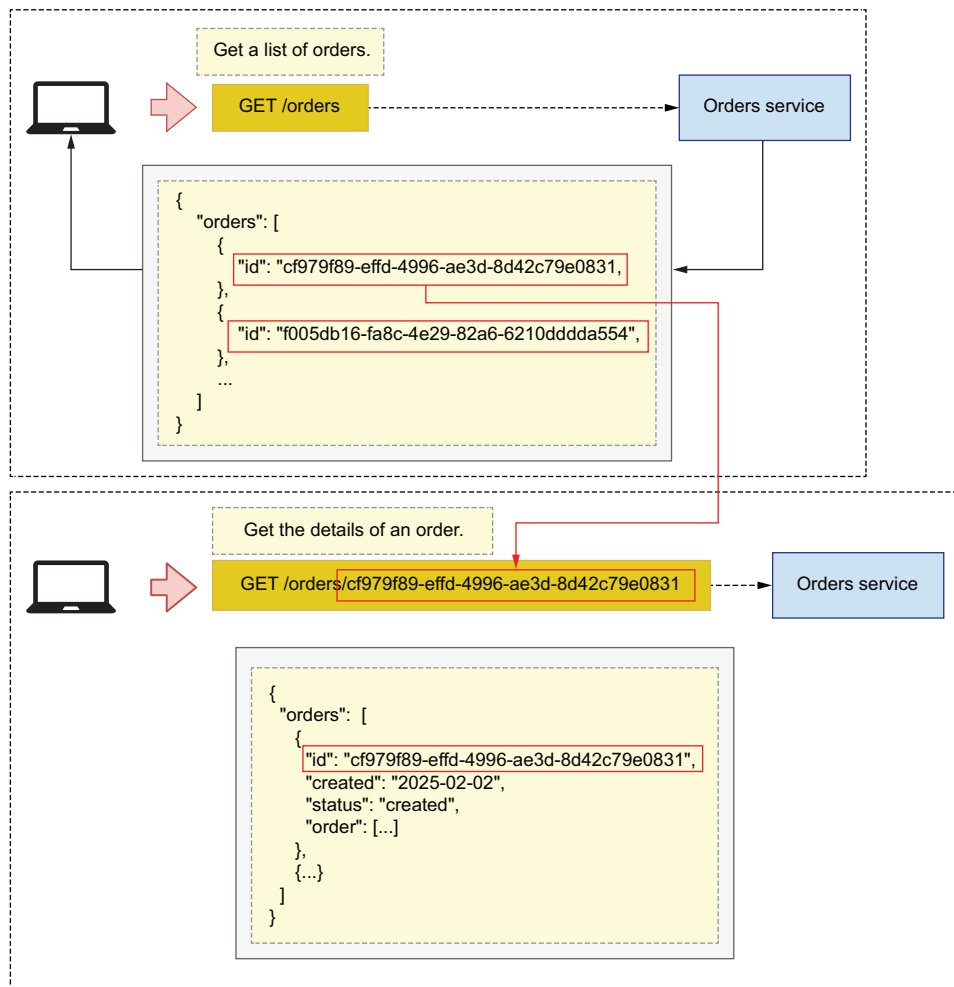 Get a list of orders.
GET /orders
Orders service
{
"orders": [
{
"id": "cf979f89-effd-4996-ae3d-8d42c79e0831,
},
{
"id": "f005db16-fa8c-4e29-82a6-6210dddda554",
},
...
]
}
Get the details of an order.
GET /orders/cf979f89-effd-4996-ae3d-8d42c79e0831
Orders service
{
"orders": [
{
"id": "cf979f89-effd-4996-ae3d-8d42c79e0831",
"created": "2025-02-02",
"status": "created",
"order": [...]
},
{...}
]
}